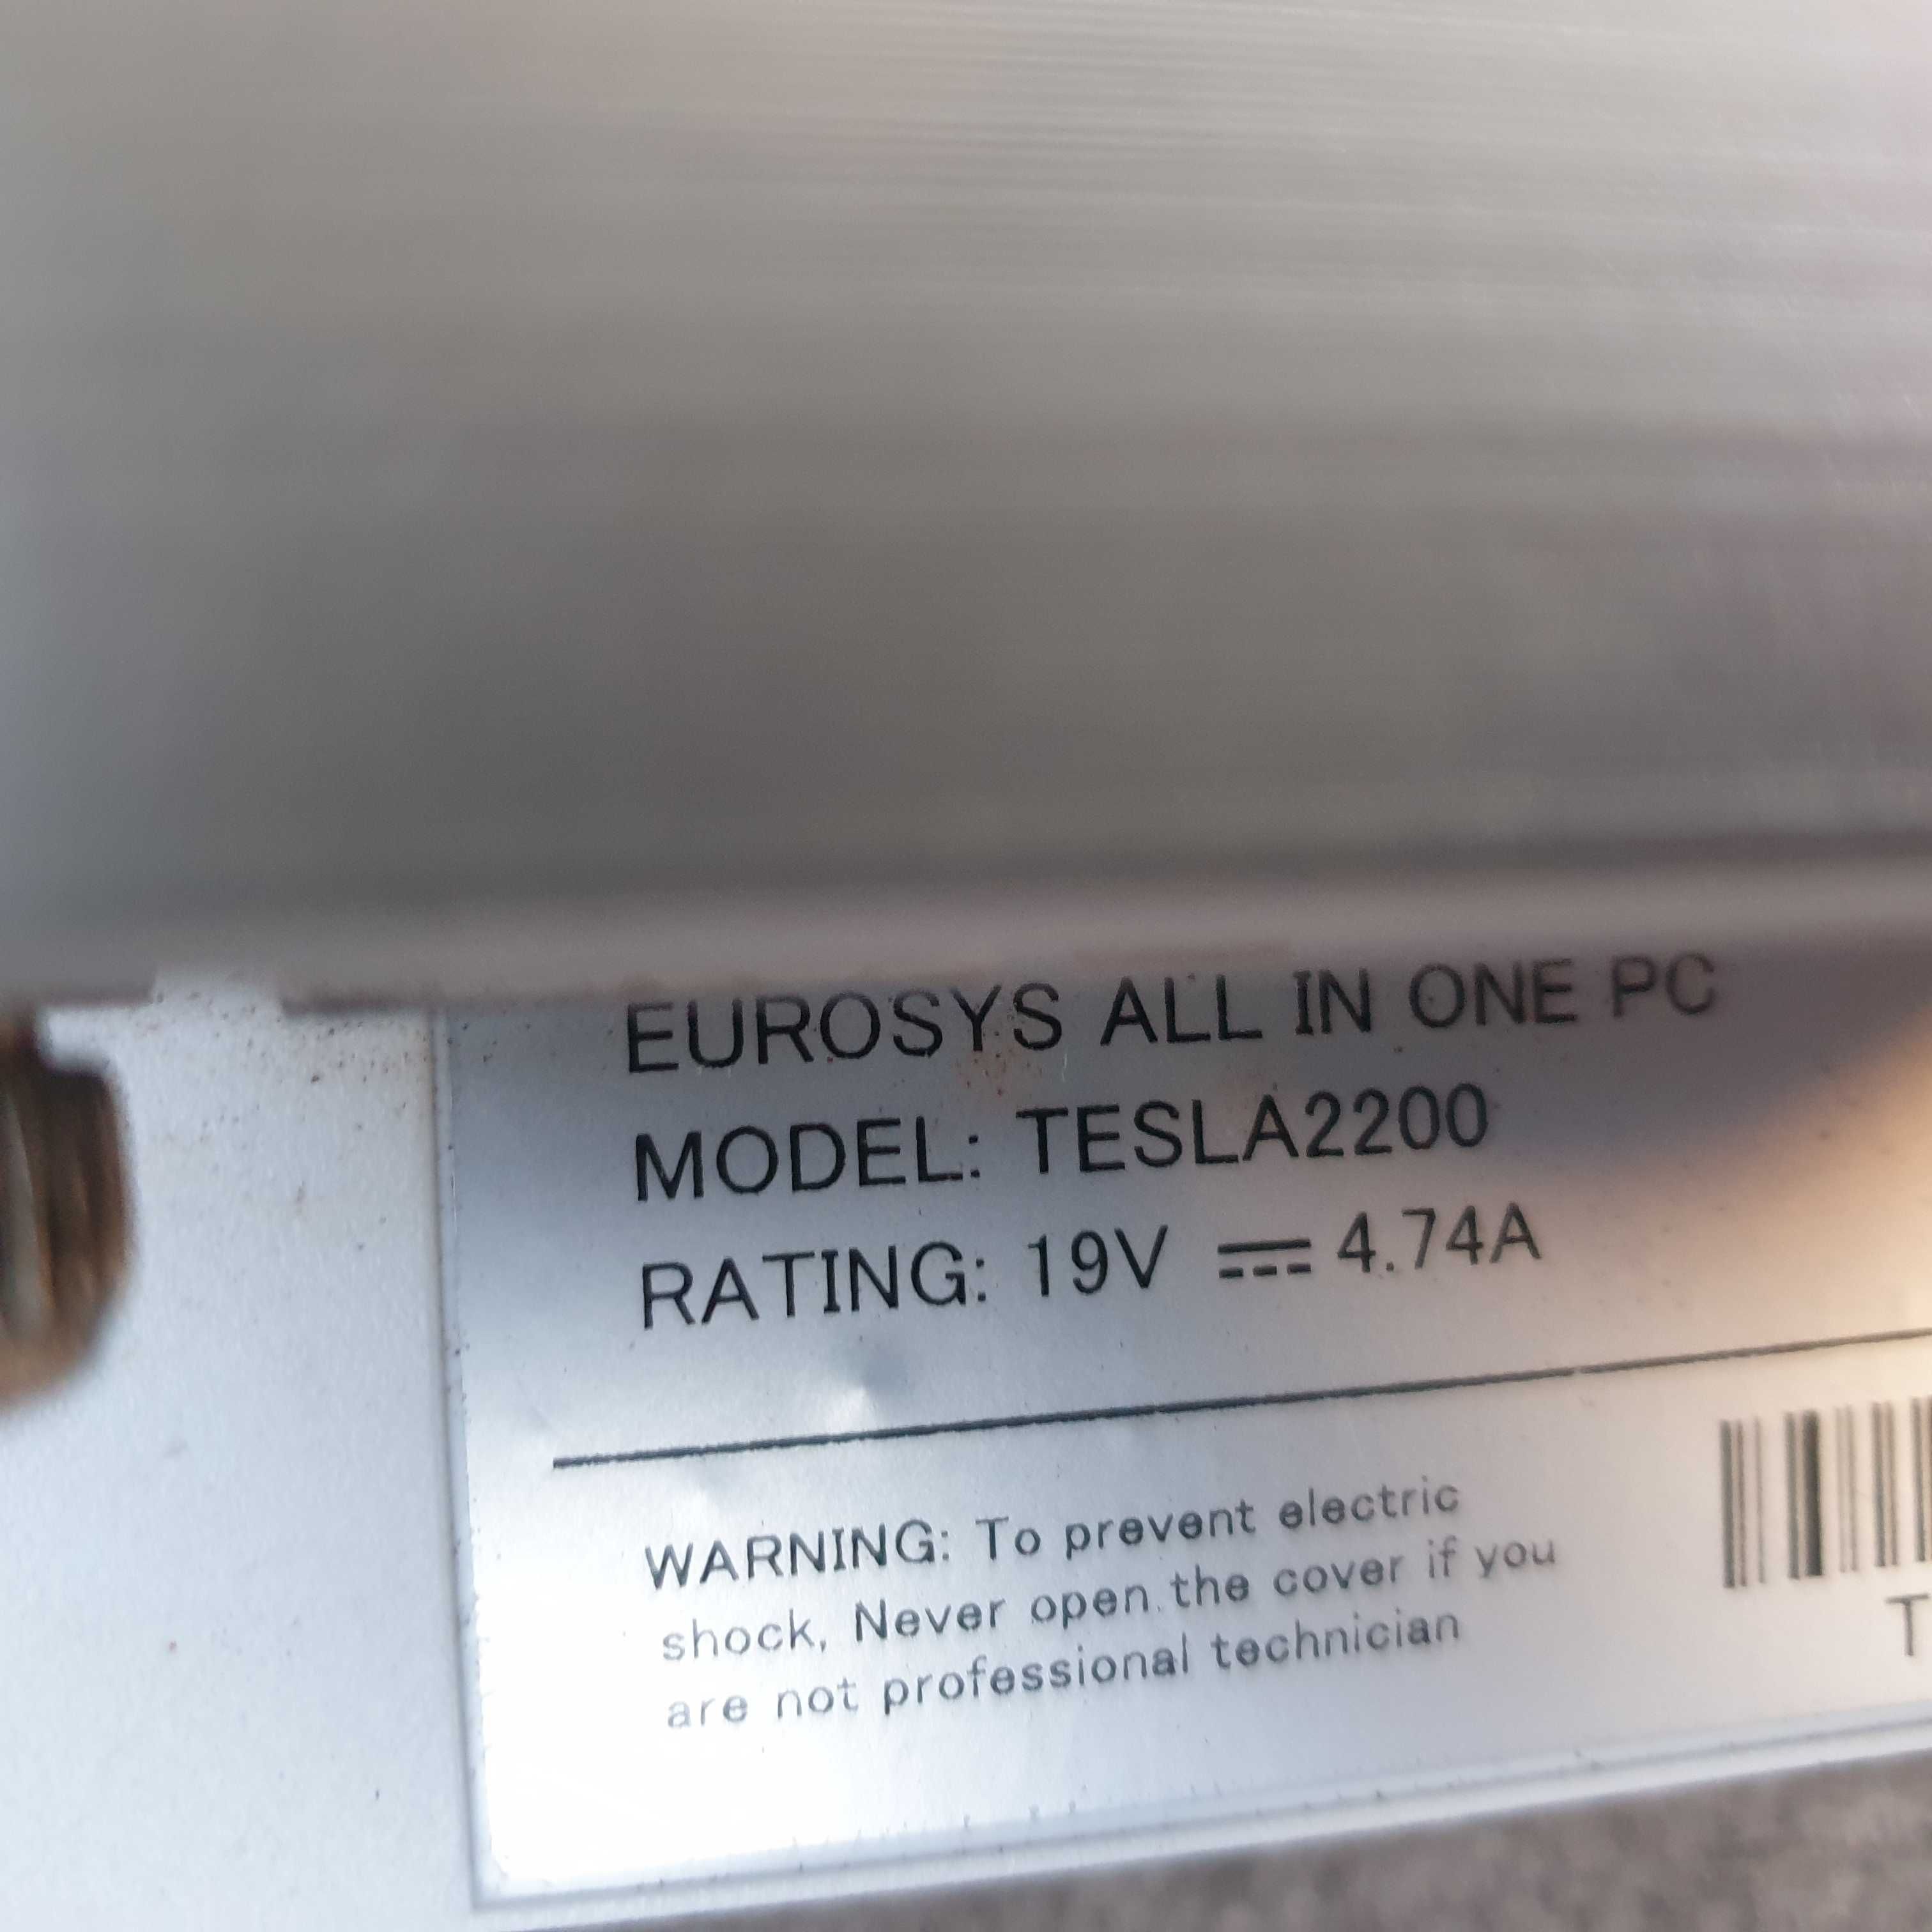 EUROSYS ALL IN ONE PC
MODEL: TESLA2200
RATING: 19V ⎓ 4.74A
WARNING: To prevent electric
shock, Never open the cover if you
are not professional technician
T